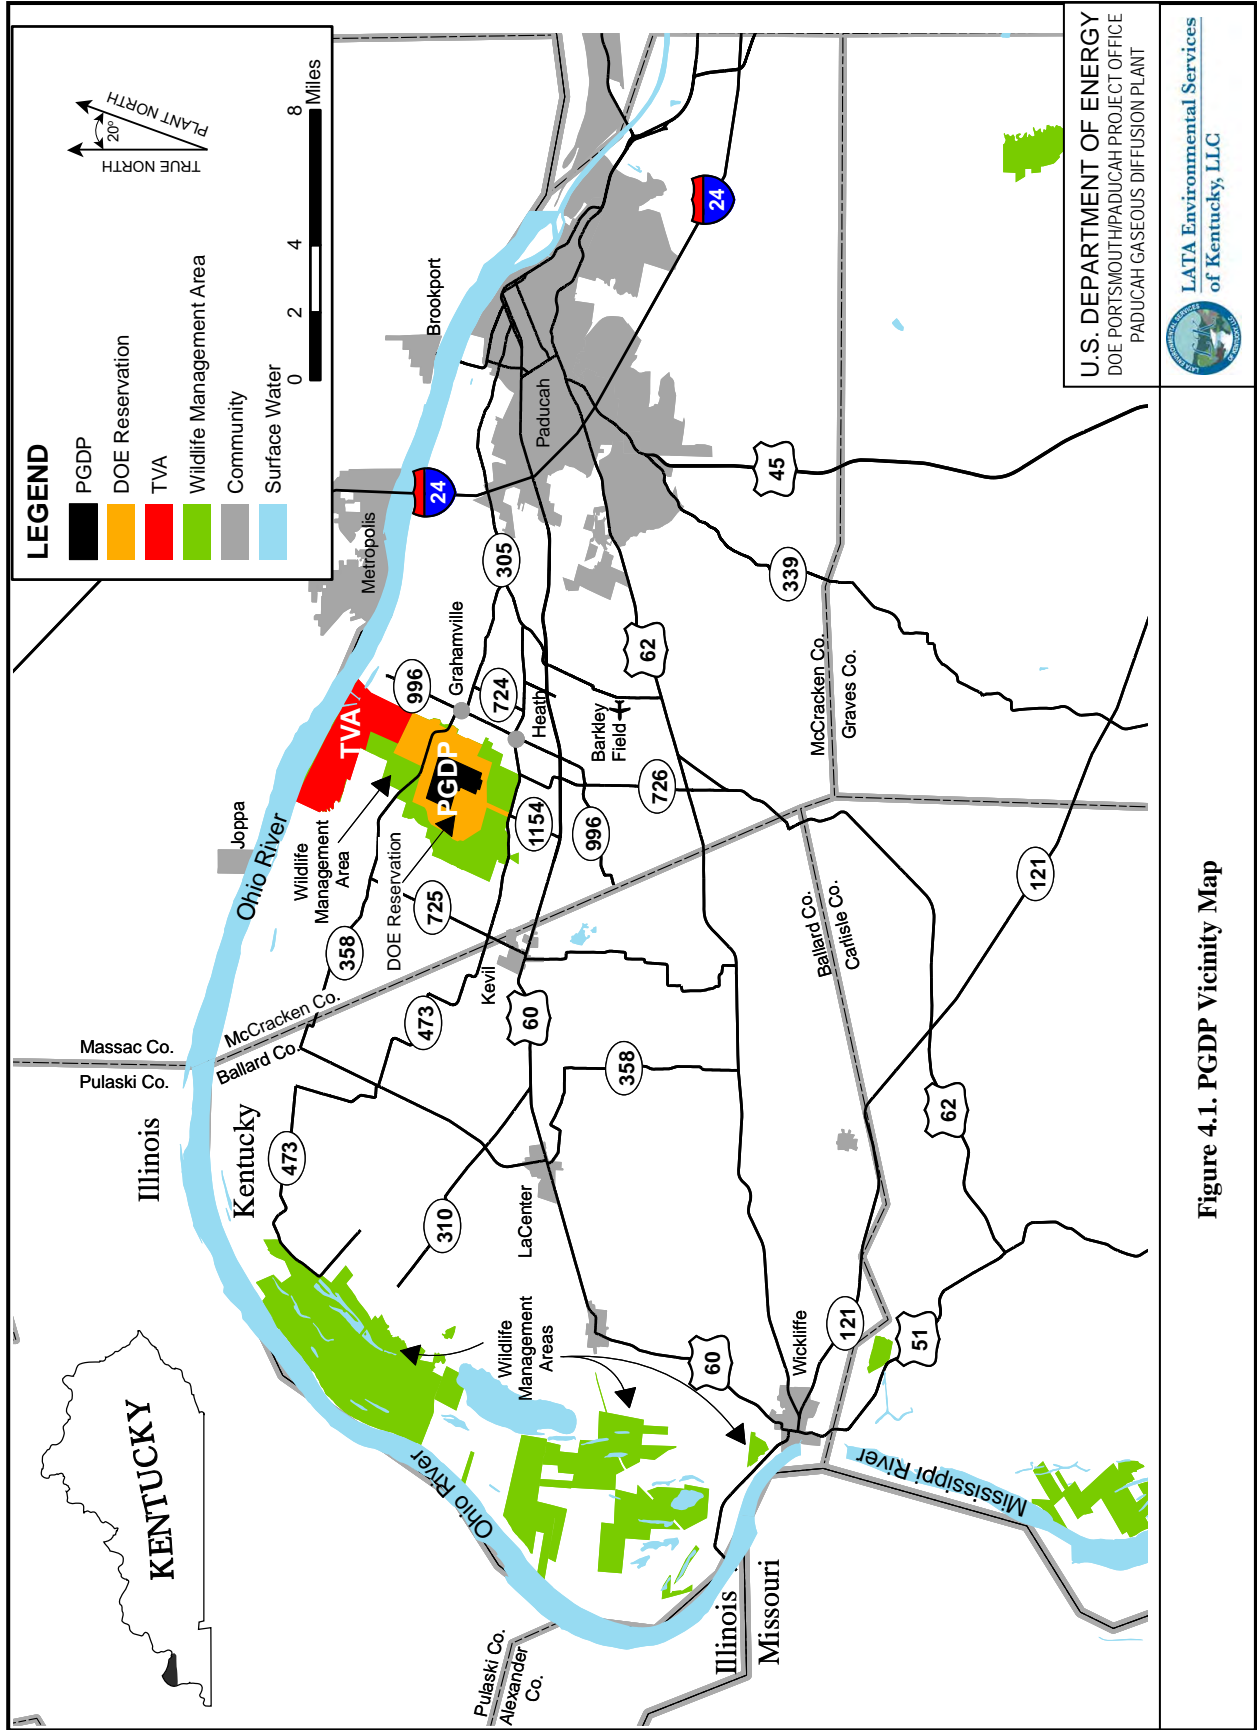 LEGEND
PGDP
DOE Reservation
TVA
Wildlife Management Area
Community
Surface Water
0
2
4
8
Miles
TRUE NORTH
20°
PLANT NORTH
KENTUCKY
Massac Co.
Pulaski Co.
Illinois
Kentucky
McCracken Co.
Ballard Co.
Ohio River
Joppa
Metropolis
Brookport
24
TVA
Wildlife
Management
Area
DOE Reservation
PGDP
996
Grahamville
305
724
Heath
358
725
473
Kevil
1154
996
Barkley
Field
Paducah
24
60
62
726
45
339
473
310
LaCenter
358
Wildlife
Management
Areas
Ohio River
60
Wickliffe
121
51
62
121
McCracken Co.
Graves Co.
Ballard Co.
Carlisle Co.
Pulaski Co.
Alexander
Co.
Illinois
Missouri
Mississippi River
U.S. DEPARTMENT OF ENERGY
DOE PORTSMOUTH/PADUCAH PROJECT OFFICE
PADUCAH GASEOUS DIFFUSION PLANT
LATA ENVIRONMENTAL SERVICES
OF KENTUCKY, LLC
LATA Environmental Services
of Kentucky, LLC
Figure 4.1. PGDP Vicinity Map